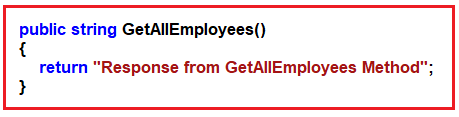 public string GetAllEmployees()
{
return "Response from GetAllEmployees Method";
}